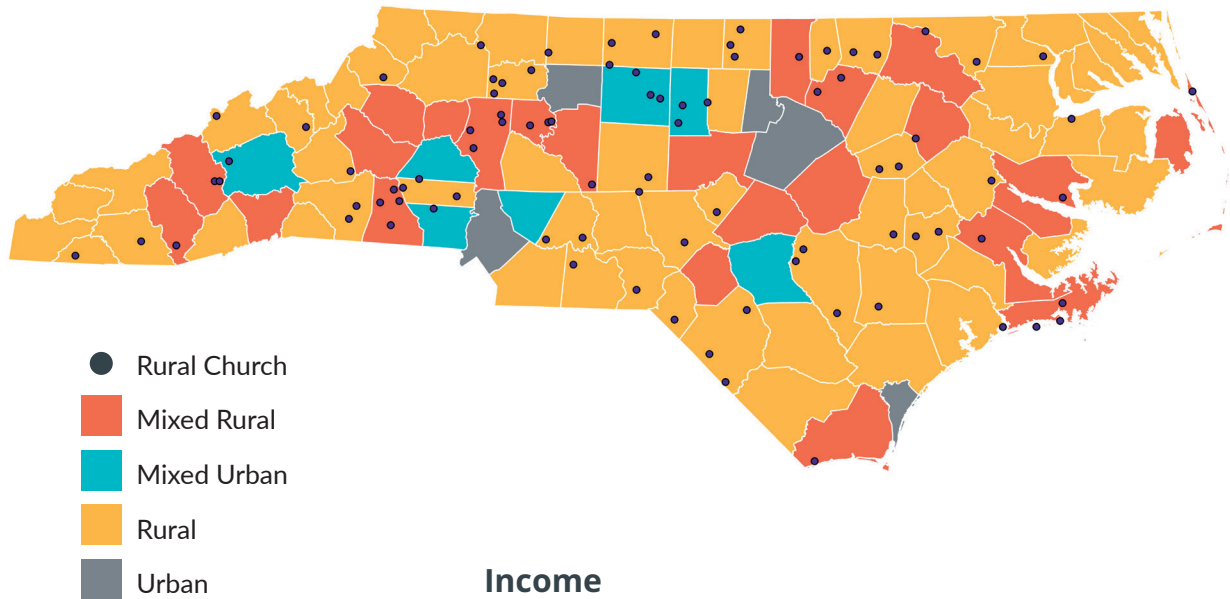 Rural Church
Mixed Rural
Mixed Urban
Rural
Urban
Income